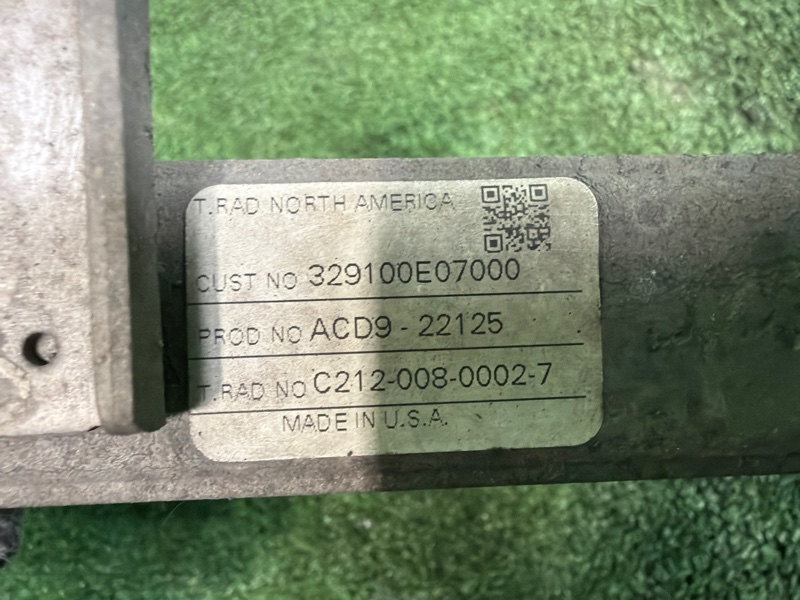 T.RAD NORTH AMERICA
CUST NO 329100E07000
PROD NO ACD9 - 22125
T.RAD NO C212-008-0002-7
MADE IN U.S.A.